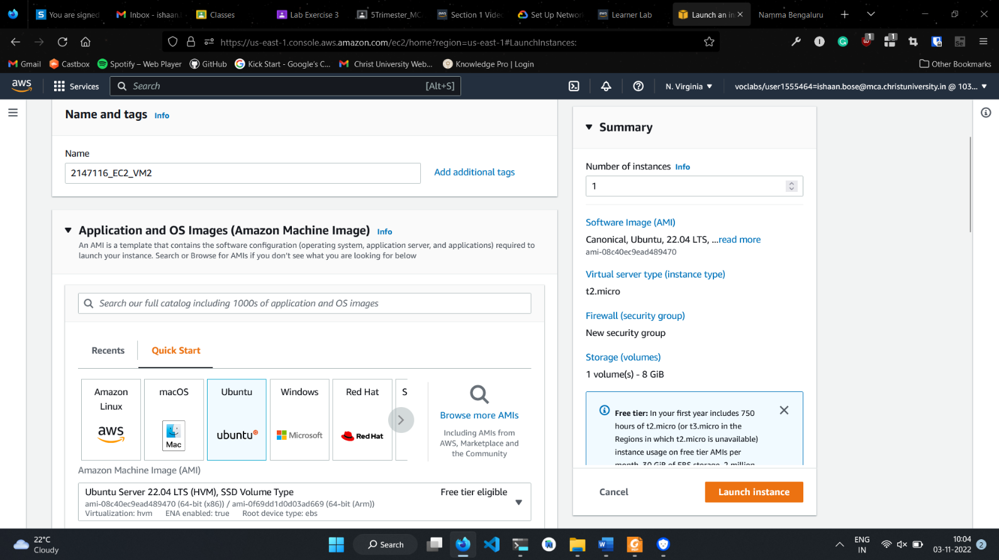 You are signed
Inbox - ishaan.
Classes
Lab Exercise 3
5Trimester_MC
Section 1 Vide
Set Up Networ
Learner Lab
Launch an in
Namma Bengaluru
https://us-east-1.console.aws.amazon.com/ec2/home?region=us-east-1#LaunchInstances:
1
1
Gmail
Castbox
Spotify – Web Player
GitHub
Kick Start - Google's C...
Christ University Web...
Knowledge Pro | Login
Other Bookmarks
aws
Services
Search
[Alt+S]
N. Virginia
voclabs/user1555464=ishaan.bose@mca.christuniversity.in @ 103...
Name and tags Info
Name
2147116_EC2_VM2
Add additional tags
Application and OS Images (Amazon Machine Image) Info
An AMI is a template that contains the software configuration (operating system, application server, and applications) required to
launch your instance. Search or Browse for AMIs if you don't see what you are looking for below
Search our full catalog including 1000s of application and OS images
Recents
Quick Start
Amazon
Linux
aws
macOS
Mac
Ubuntu
ubuntu
Windows
Microsoft
Red Hat
Red Hat
S
Browse more AMIs
Including AMIs from
AWS, Marketplace and
the Community
Amazon Machine Image (AMI)
Ubuntu Server 22.04 LTS (HVM), SSD Volume Type
Free tier eligible
ami-08c40ec9ead489470 (64-bit (x86)) / ami-0f69dd1d0d03ad669 (64-bit (Arm))
Virtualization: hvm ENA enabled: true Root device type: ebs
Summary
Number of instances Info
1
Software Image (AMI)
Canonical, Ubuntu, 22.04 LTS, ...read more
ami-08c40ec9ead489470
Virtual server type (instance type)
t2.micro
Firewall (security group)
New security group
Storage (volumes)
1 volume(s) - 8 GiB
Free tier: In your first year includes 750
hours of t2.micro (or t3.micro in the
Regions in which t2.micro is unavailable)
instance usage on free tier AMIs per
month, 30 GiB of EBS storage, 2 million
Cancel
Launch instance
22°C
Cloudy
Search
ENG
IN
10:04
03-11-2022
2